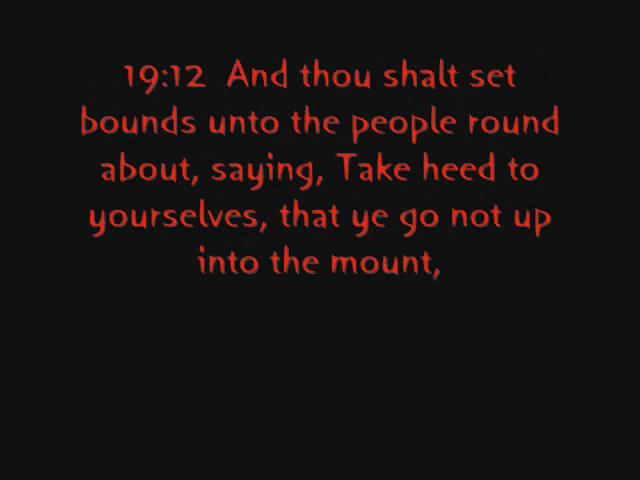 19:12 And thou shalt set
bounds unto the people round
about, saying, Take heed to
yourselves, that ye go not up
into the mount,